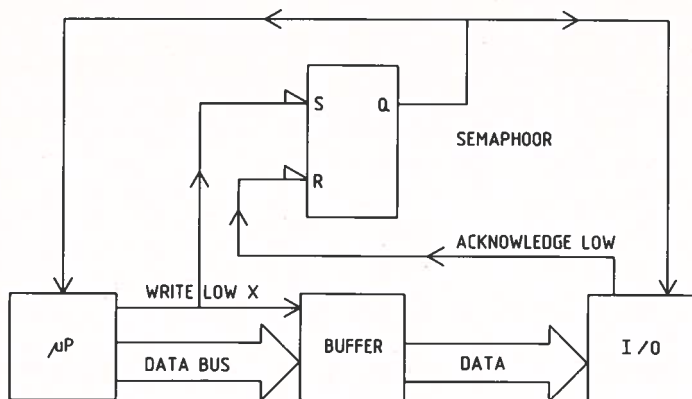 S Q
SEMAPHOOR
R
ACKNOWLEDGE LOW
WRITE LOW X
μP
DATA BUS
BUFFER
DATA
I/O